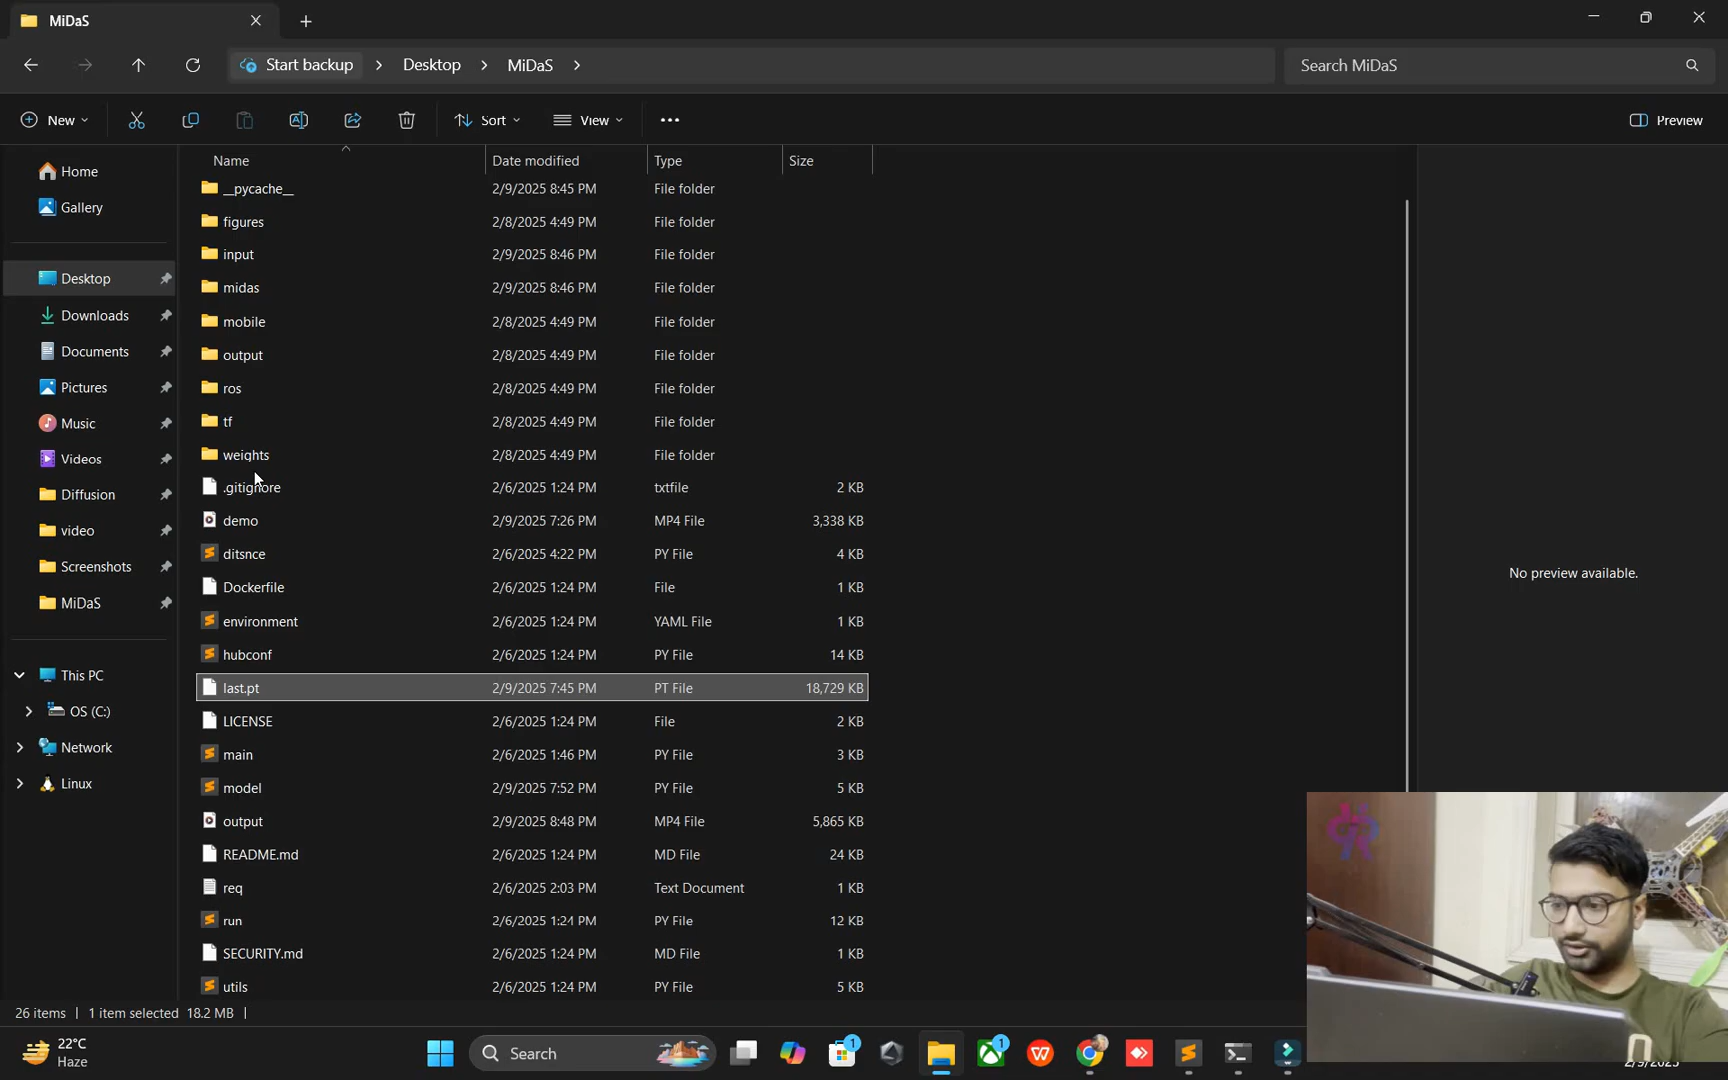 MiDaS
Start backup > Desktop > MiDaS >
Search MiDaS
New
Sort
View
Preview
Name Date modified Type Size
Home
Gallery
Desktop
Downloads
Documents
Pictures
Music
Videos
Diffusion
video
Screenshots
MiDaS
This PC
OS (C:)
Network
Linux
__pycache__ 2/9/2025 8:45 PM File folder
figures 2/8/2025 4:49 PM File folder
input 2/9/2025 8:46 PM File folder
midas 2/9/2025 8:46 PM File folder
mobile 2/8/2025 4:49 PM File folder
output 2/8/2025 4:49 PM File folder
ros 2/8/2025 4:49 PM File folder
tf 2/8/2025 4:49 PM File folder
weights 2/8/2025 4:49 PM File folder
.gitignore 2/6/2025 1:24 PM txtfile 2 KB
demo 2/9/2025 7:26 PM MP4 File 3,338 KB
ditsnce 2/6/2025 4:22 PM PY File 4 KB
Dockerfile 2/6/2025 1:24 PM File 1 KB
environment 2/6/2025 1:24 PM YAML File 1 KB
hubconf 2/6/2025 1:24 PM PY File 14 KB
last.pt 2/9/2025 7:45 PM PT File 18,729 KB
LICENSE 2/6/2025 1:24 PM File 2 KB
main 2/6/2025 1:46 PM PY File 3 KB
model 2/9/2025 7:52 PM PY File 5 KB
output 2/9/2025 8:48 PM MP4 File 5,865 KB
README.md 2/6/2025 1:24 PM MD File 24 KB
req 2/6/2025 2:03 PM Text Document 1 KB
run 2/6/2025 1:24 PM PY File 12 KB
SECURITY.md 2/6/2025 1:24 PM MD File 1 KB
utils 2/6/2025 1:24 PM PY File 5 KB
No preview available.
26 items | 1 item selected 18.2 MB |
22°C
Haze
Search
1
1